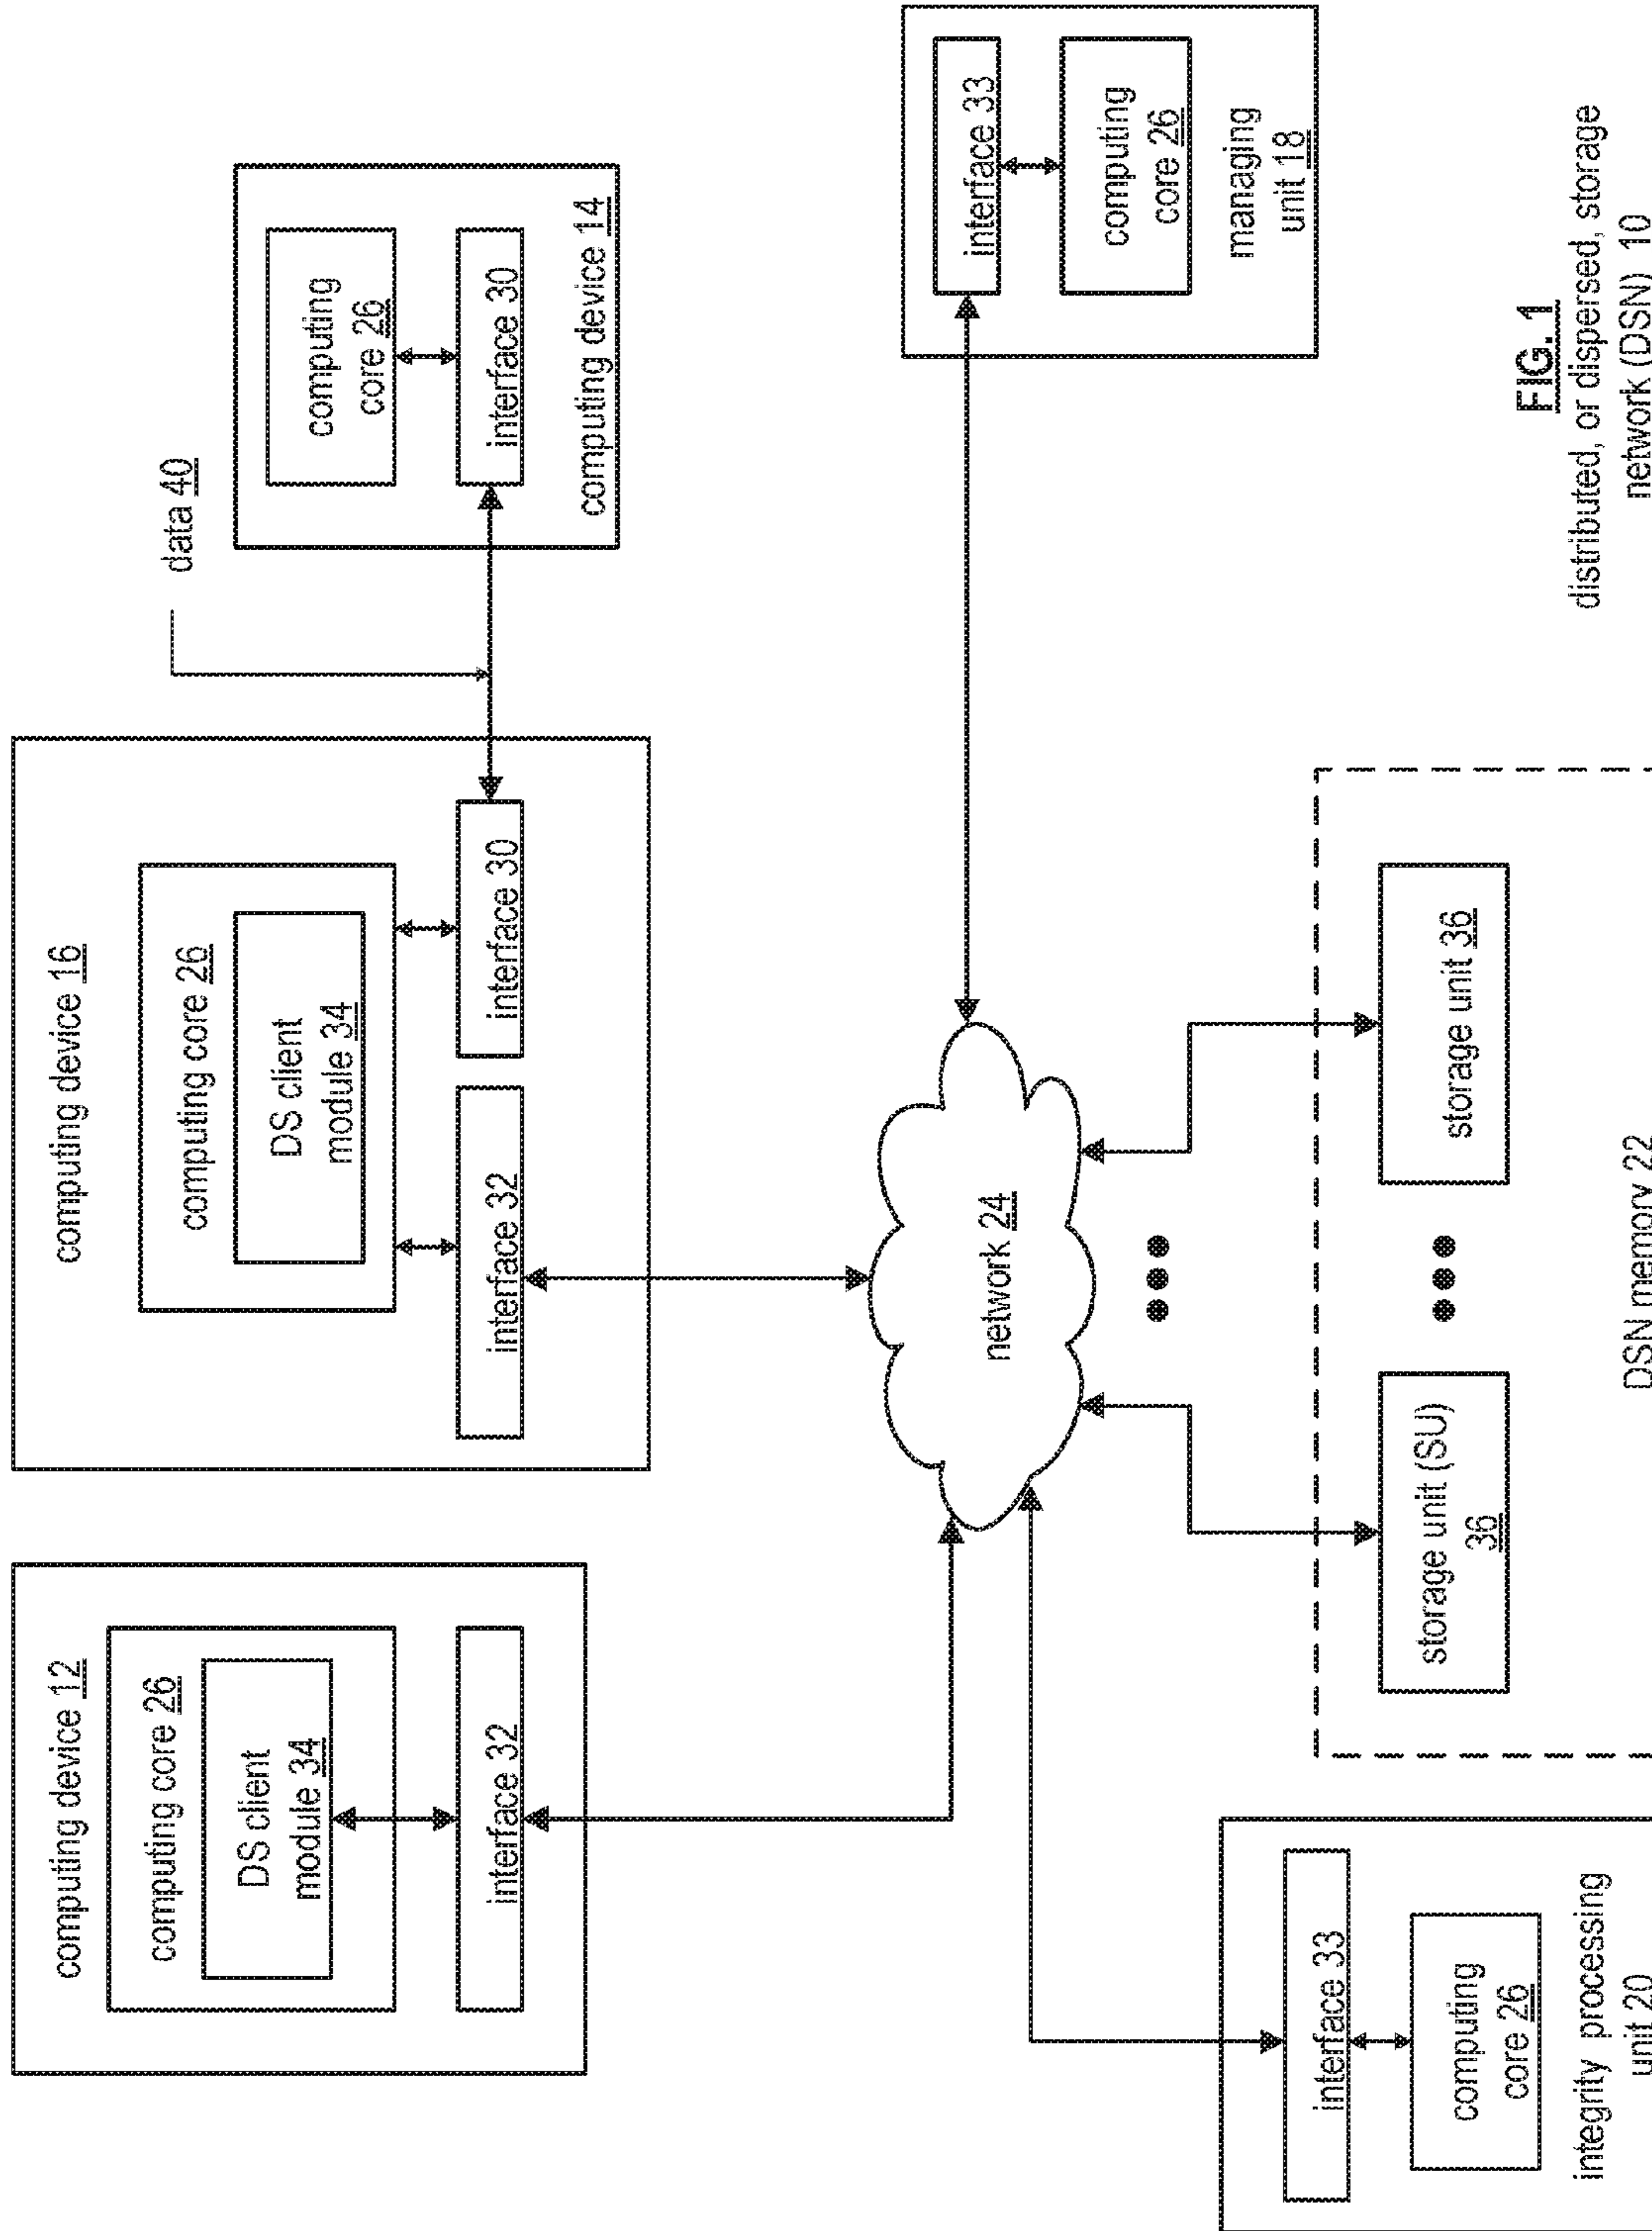 computing device 12
computing core 26
DS client
module 34
interface 32
computing device 16
computing core 26
DS client
module 34
interface 32
interface 30
data 40
computing
core 26
interface 30
computing device 14
network 24
interface 33
computing
core 26
managing
unit 18
interface 33
computing
core 26
integrity processing
unit 20
storage unit (SU)
36
storage unit 36
DSN memory 22
FIG. 1
distributed, or dispersed, storage
network (DSN) 10